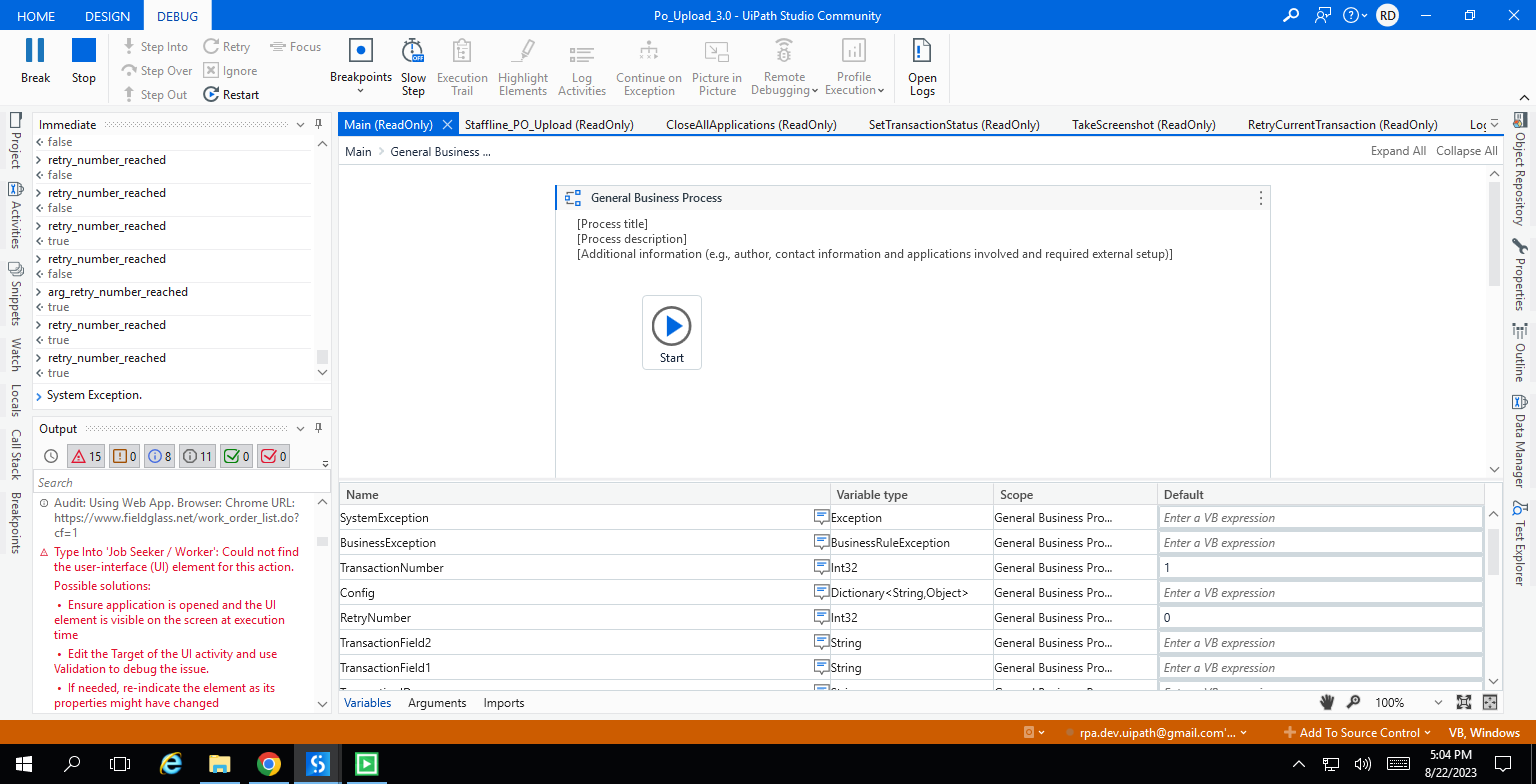 HOME DESIGN DEBUG Po_Upload_3.0 - UiPath Studio Community RD
Break Stop Step Into Step Over Step Out Retry Ignore Restart Focus
Breakpoints Slow Step OFF Execution Trail Highlight Elements Log Activities Continue on Exception Picture in Picture Remote Debugging Profile Execution Open Logs
Project
Activities
Snippets
Watch
Locals
Call Stack
Breakpoints
Immediate
false
retry_number_reached
false
retry_number_reached
false
retry_number_reached
true
retry_number_reached
false
arg_retry_number_reached
true
retry_number_reached
true
retry_number_reached
true
System Exception.
Output
15 0 8 11 0 0
Search
Audit: Using Web App. Browser: Chrome URL:
https://www.fieldglass.net/work_order_list.do?
cf=1
Type Into 'Job Seeker / Worker': Could not find
the user-interface (UI) element for this action.
Possible solutions:
• Ensure application is opened and the UI
element is visible on the screen at execution
time
• Edit the Target of the UI activity and use
Validation to debug the issue.
• If needed, re-indicate the element as its
properties might have changed
Main (ReadOnly) Staffline_PO_Upload (ReadOnly) CloseAllApplications (ReadOnly) SetTransactionStatus (ReadOnly) TakeScreenshot (ReadOnly) RetryCurrentTransaction (ReadOnly)
Main > General Business ... Expand All Collapse All
General Business Process
[Process title]
[Process description]
[Additional information (e.g., author, contact information and applications involved and required external setup)]
Start
Name Variable type Scope Default
SystemException Exception General Business Pro... Enter a VB expression
BusinessException BusinessRuleException General Business Pro... Enter a VB expression
TransactionNumber Int32 General Business Pro... 1
Config Dictionary<String,Object> General Business Pro... Enter a VB expression
RetryNumber Int32 General Business Pro... 0
TransactionField2 String General Business Pro... Enter a VB expression
TransactionField1 String General Business Pro... Enter a VB expression
Variables Arguments Imports 100%
Object Repository
Properties
Outline
Data Manager
Test Explorer
rpa.dev.uipath@gmail.com'... Add To Source Control VB, Windows
5:04 PM
8/22/2023